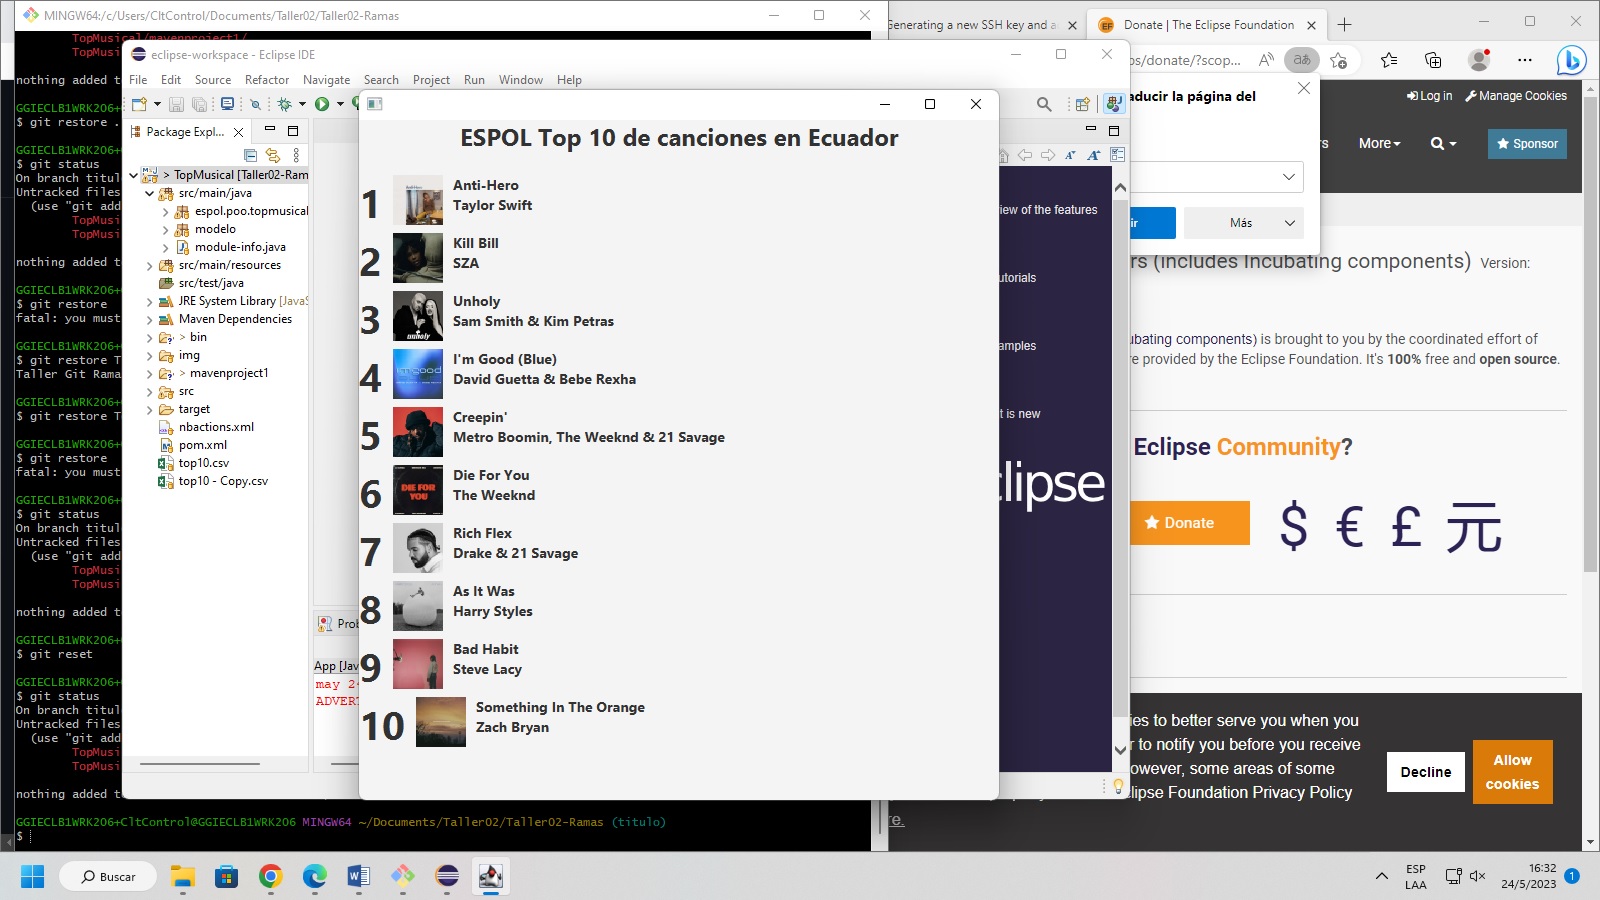 MINGW64:/c/Users/CltControl/Documents/Taller02/Taller02-Ramas
TopMusical/mavenproject1/
TopMusi
nothing added t
GGIECLB1WRK206+
$ git restore .
GGIECLB1WRK206+
$ git status
On branch titul
Untracked files
(use "git add
TopMusi
TopMusi
nothing added t
GGIECLB1WRK206+
$ git restore
fatal: you must
GGIECLB1WRK206+
$ git restore T
Taller Git Rama
GGIECLB1WRK206+
$ git restore T
GGIECLB1WRK206+
$ git restore
fatal: you must
GGIECLB1WRK206+
$ git status
On branch titul
Untracked files
(use "git add
TopMusi
TopMusi
nothing added t
GGIECLB1WRK206+
$ git reset
GGIECLB1WRK206+
$ git status
On branch titul
Untracked files
(use "git add
TopMusi
TopMusi
nothing added t
GGIECLB1WRK206+CltControl@GGIECLB1WRK206 MINGW64 ~/Documents/Taller02/Taller02-Ramas (titulo)
$
eclipse-workspace - Eclipse IDE
File Edit Source Refactor Navigate Search Project Run Window Help
Package Expl...
> TopMusical [Taller02-Ram
src/main/java
espol.poo.topmusical
modelo
module-info.java
src/main/resources
src/test/java
JRE System Library [JavaS
Maven Dependencies
> bin
img
> mavenproject1
src
target
nbactions.xml
pom.xml
top10.csv
top10 - Copy.csv
Prob
App [Jav
may 24
ADVERT
ESPOL Top 10 de canciones en Ecuador
1
Anti-Hero
Taylor Swift
2
Kill Bill
SZA
3
Unholy
Sam Smith & Kim Petras
unholy
4
I'm Good (Blue)
David Guetta & Bebe Rexha
im good
5
Creepin'
Metro Boomin, The Weeknd & 21 Savage
6
Die For You
The Weeknd
DIE FOR
YOU
7
Rich Flex
Drake & 21 Savage
8
As It Was
Harry Styles
9
Bad Habit
Steve Lacy
10
Something In The Orange
Zach Bryan
iew of the features
utorials
amples
t is new
clipse
Generating a new SSH key and a
Donate | The Eclipse Foundation
os/donate/?scop...
aあ
aducir la página del
ir
Más
Log in Manage Cookies
rs More
Sponsor
rs (includes Incubating components) Version:
ubating components) is brought to you by the coordinated effort of
re provided by the Eclipse Foundation. It's 100% free and open source.
Eclipse Community?
Donate
$ € £ 元
ies to better serve you when you
r to notify you before you receive
owever, some areas of some
clipse Foundation Privacy Policy
re.
Decline
Allow
cookies
Buscar
ESP
LAA
16:32
24/5/2023
1